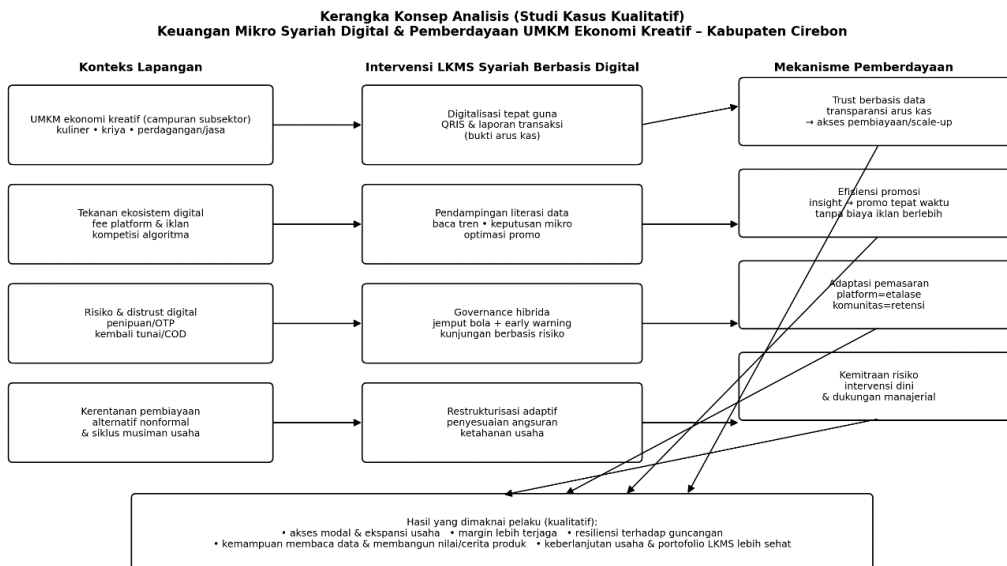 Kerangka Konsep Analisis (Studi Kasus Kualitatif)
Keuangan Mikro Syariah Digital & Pemberdayaan UMKM Ekonomi Kreatif – Kabupaten Cirebon
Konteks Lapangan
UMKM ekonomi kreatif (campuran subsektor)
kuliner • kriya • perdagangan/jasa
Tekanan ekosistem digital
fee platform & iklan
kompetisi algoritma
Risiko & distrust digital
penipuan/OTP
kembali tunai/COD
Kerentanan pembiayaan
alternatif nonformal
& siklus musiman usaha
Intervensi LKMS Syariah Berbasis Digital
Digitalisasi tepat guna
QRIS & laporan transaksi
(bukti arus kas)
Pendampingan literasi data
baca tren • keputusan mikro
optimasi promo
Governance hibrida
jemput bola + early warning
kunjungan berbasis risiko
Restrukturisasi adaptif
penyesuaian angsuran
ketahanan usaha
Mekanisme Pemberdayaan
Trust berbasis data
transparansi arus kas
→ akses pembiayaan/scale-up
Efisiensi promosi
insight → promo tepat waktu
tanpa biaya iklan berlebih
Adaptasi pemasaran
platform=etalase
komunitas=retensi
Kemitraan risiko
intervensi dini
& dukungan manajerial
Hasil yang dimaknai pelaku (kualitatif):
• akses modal & ekspansi usaha • margin lebih terjaga • resiliensi terhadap guncangan
• kemampuan membaca data & membangun nilai/cerita produk • keberlanjutan usaha & portofolio LKMS lebih sehat